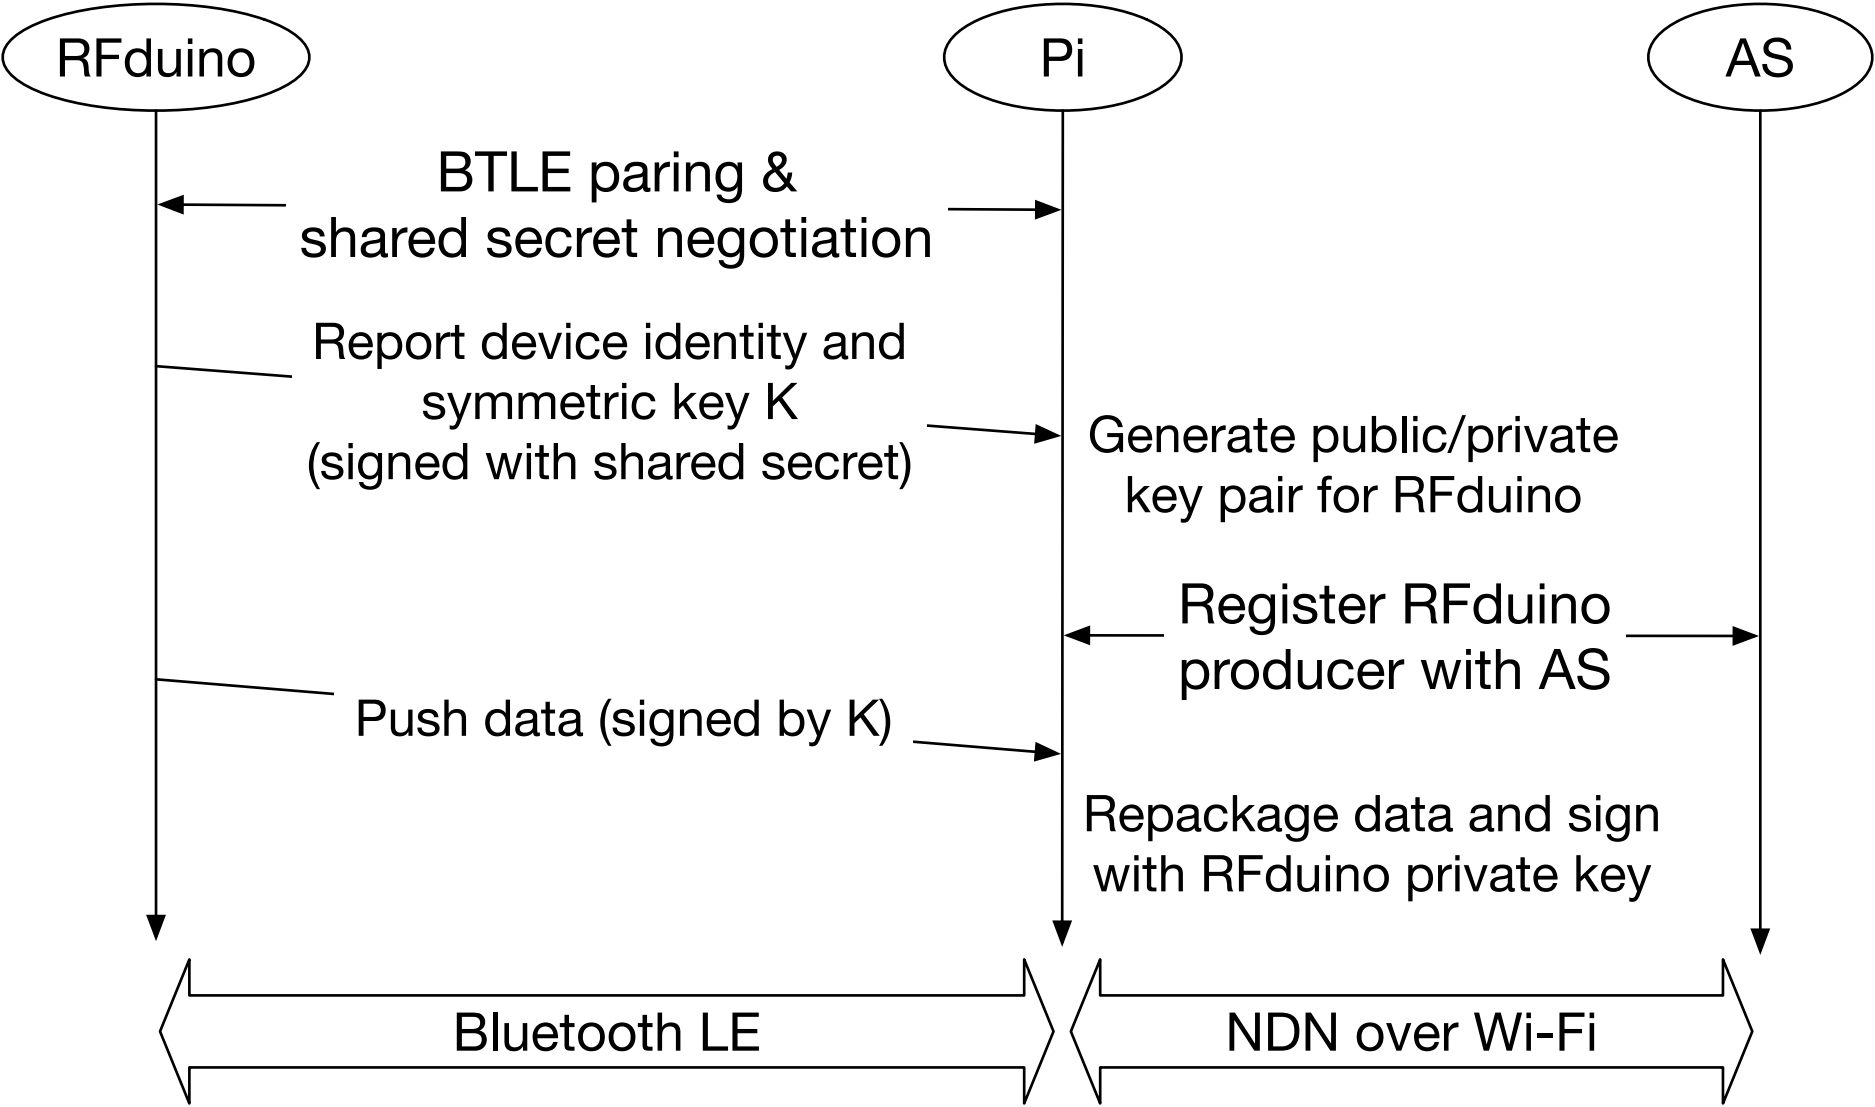 RFduino
Pi
AS
BTLE paring &
shared secret negotiation
Report device identity and
symmetric key K
(signed with shared secret)
Generate public/private
key pair for RFduino
Register RFduino
producer with AS
Push data (signed by K)
Repackage data and sign
with RFduino private key
Bluetooth LE
NDN over Wi-Fi